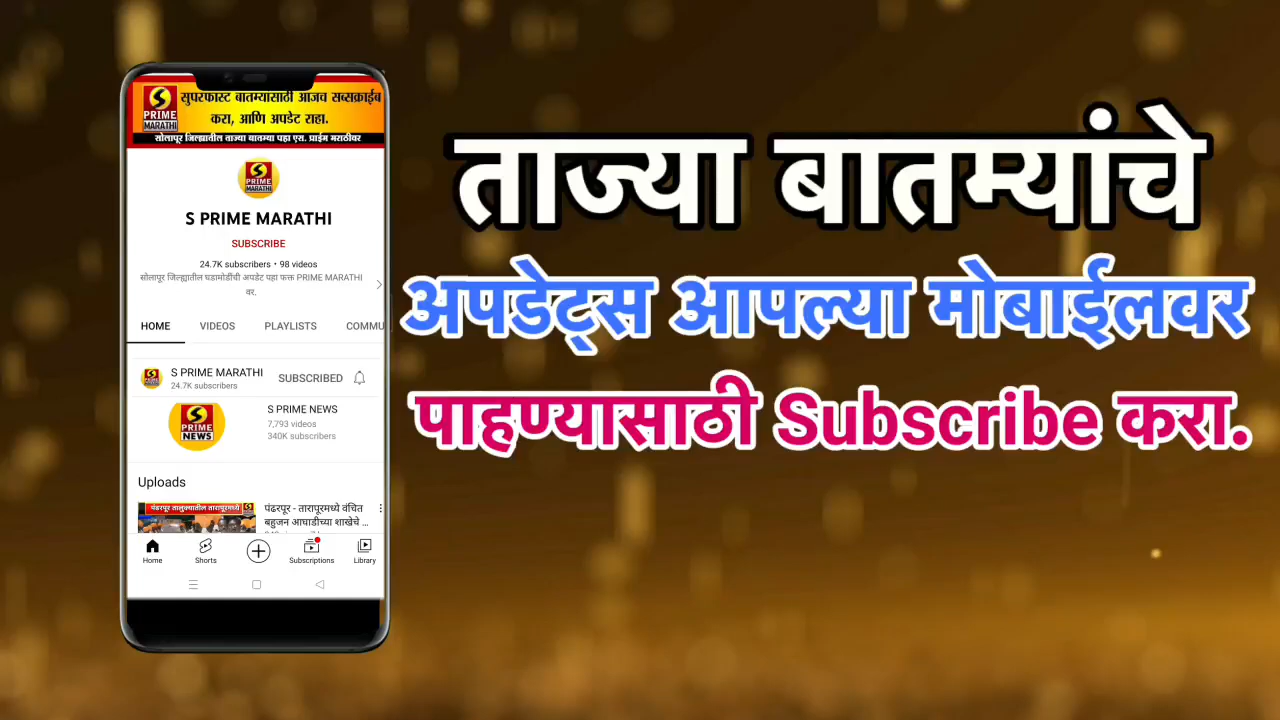 सुपरफास्ट बातम्यासाठी आजच सब्सक्राईब
करा, आणि अपडेट राहा.
S
PRIME
MARATHI
सोलापूर जिल्ह्यातील ताज्या बातम्या पहा एस. प्राईम मराठीवर
S
PRIME
MARATHI
S PRIME MARATHI
SUBSCRIBE
24.7K subscribers • 98 videos
सोलापूर जिल्ह्यातील घडामोडींची अपडेट पहा फक्त PRIME MARATHI
वर.
HOME VIDEOS PLAYLISTS COMMU
S PRIME MARATHI
24.7K subscribers
SUBSCRIBED
S
PRIME
NEWS
S PRIME NEWS
7,793 videos
340K subscribers
Uploads
पंढरपूर तालुक्यातील तारापूरमध्ये
पंढरपूर - तारापूरमध्ये वंचित
बहुजन आघाडीच्या शाखेचे ...
Home Shorts Subscriptions Library
ताज्या बातम्यांचे
अपडेट्स आपल्या मोबाईलवर
पाहण्यासाठी Subscribe करा.